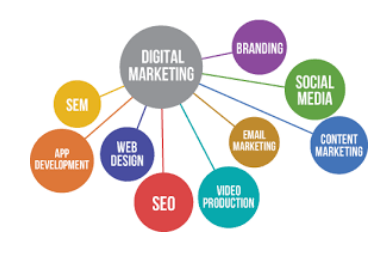 DIGITAL
MARKETING
BRANDING
SOCIAL
MEDIA
SEM
APP
DEVELOPMENT
WEB
DESIGN
SEO
VIDEO
PRODUCTION
EMAIL
MARKETING
CONTENT
MARKETING